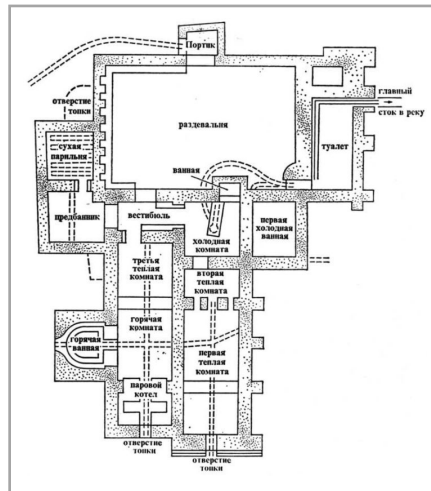 Портик
отверстие
топки
главный
сток в реку
раздевальня
сухая
парильня
туалет
ванная
предбанник
вестибюль
холодная
комната
первая
холодная
ванная
третья
теплая
комната
вторая
теплая
комната
горячая
комната
горячая
ванная
первая
теплая
комната
паровой
котел
отверстие
топки
отверстие
топки